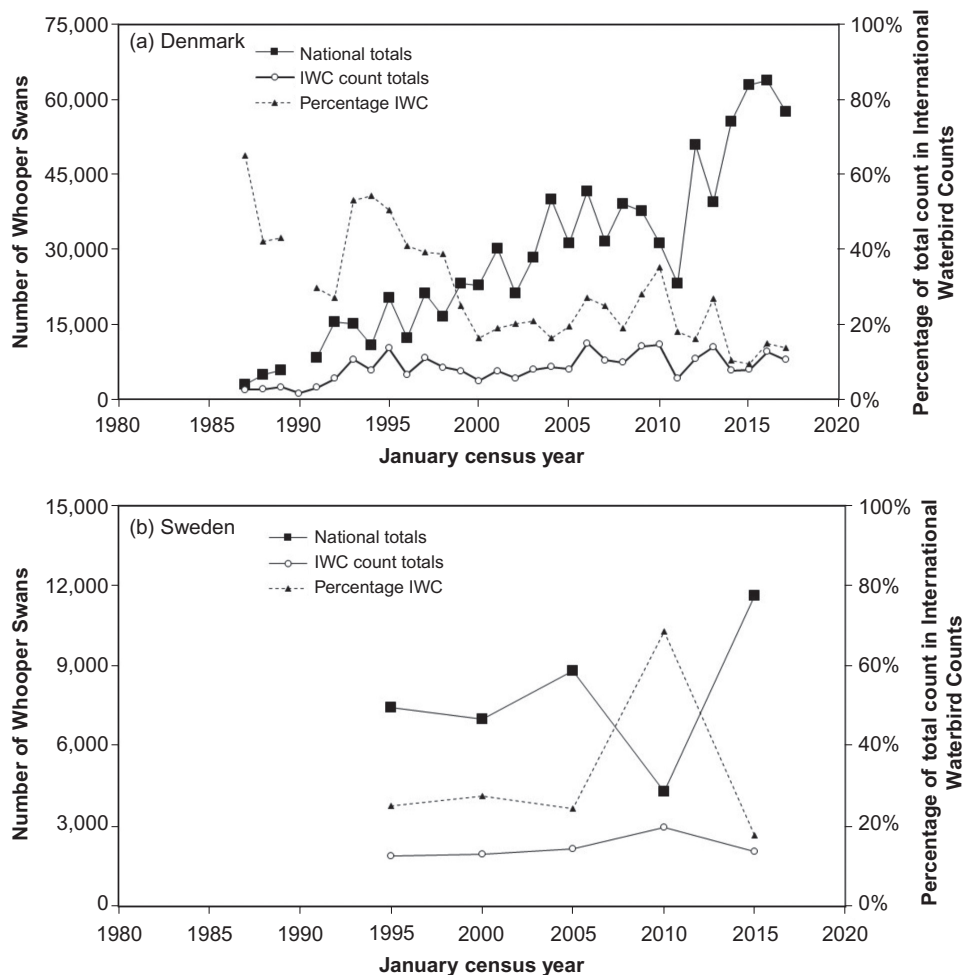 (a) Denmark
National totals
IWC count totals
Percentage IWC
Number of Whooper Swans
75,000
60,000
45,000
30,000
15,000
0
100%
80%
60%
40%
20%
0%
Percentage of total count in International
Waterbird Counts
1980 1985 1990 1995 2000 2005 2010 2015 2020
January census year
(b) Sweden
National totals
IWC count totals
Percentage IWC
Number of Whooper Swans
15,000
12,000
9,000
6,000
3,000
0
100%
80%
60%
40%
20%
0%
Percentage of total count in International
Waterbird Counts
1980 1985 1990 1995 2000 2005 2010 2015 2020
January census year